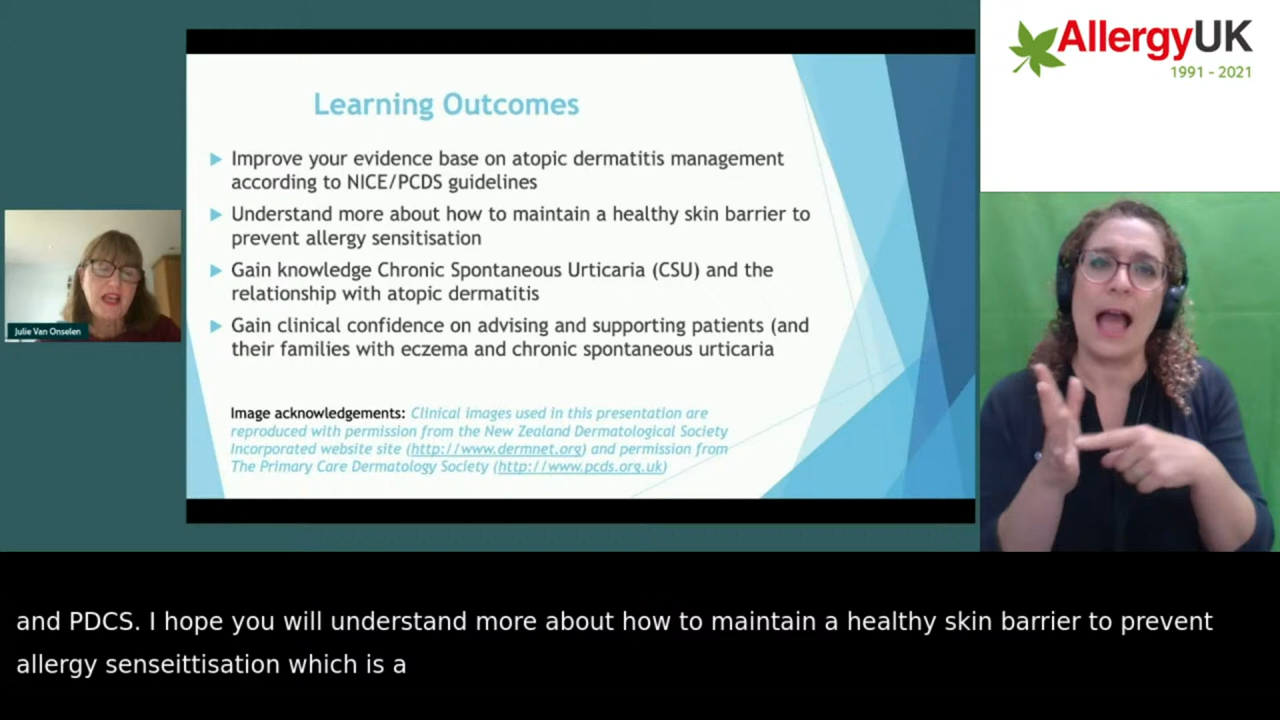 AllergyUK
1991 - 2021
Learning Outcomes
Improve your evidence base on atopic dermatitis management
according to NICE/PCDS guidelines
Understand more about how to maintain a healthy skin barrier to
prevent allergy sensitisation
Gain knowledge Chronic Spontaneous Urticaria (CSU) and the
relationship with atopic dermatitis
Gain clinical confidence on advising and supporting patients (and
their families with eczema and chronic spontaneous urticaria
Image acknowledgements: Clinical images used in this presentation are
reproduced with permission from the New Zealand Dermatological Society
Incorporated website site (http://www.dermnet.org) and permission from
The Primary Care Dermatology Society (http://www.pcds.org.uk)
Julie Van Onselen
and PDCS. I hope you will understand more about how to maintain a healthy skin barrier to prevent
allergy senseittisation which is a